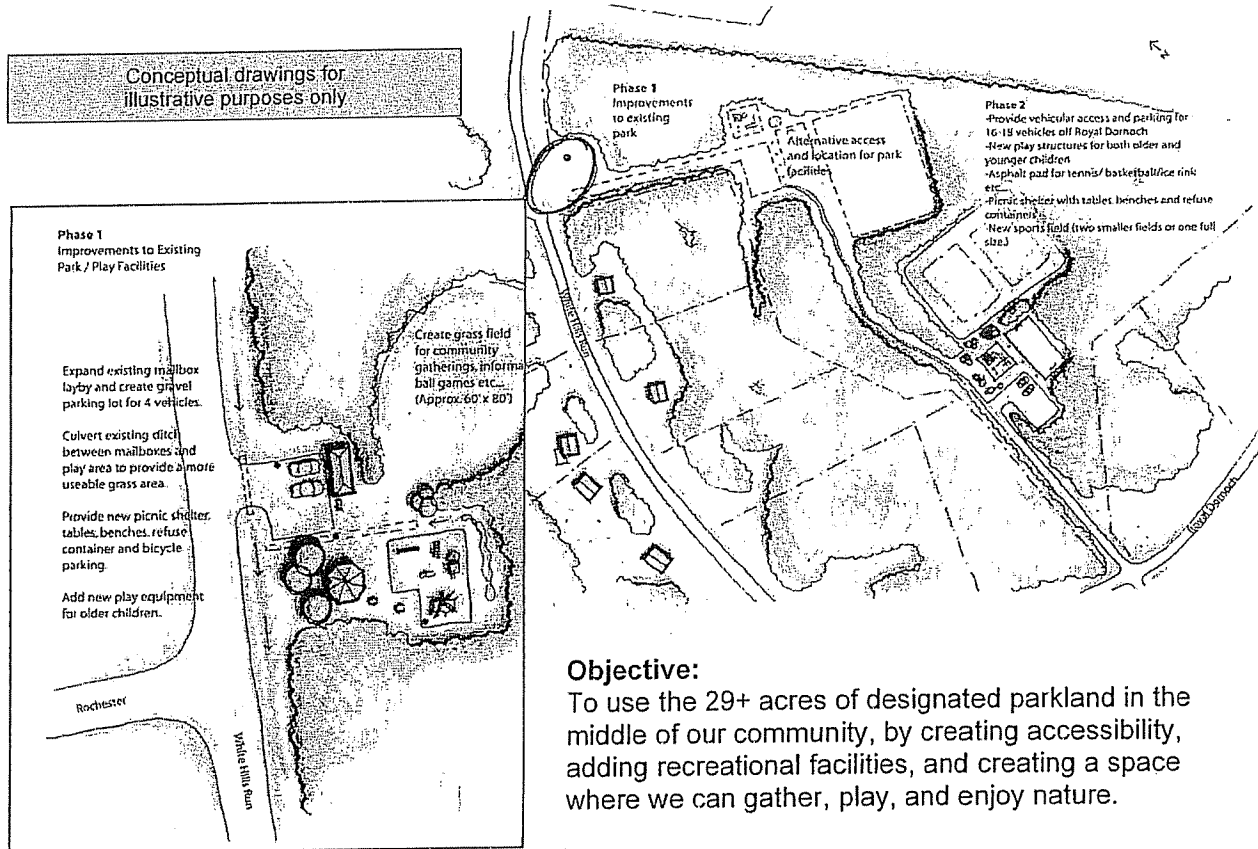 Conceptual drawings for
illustrative purposes only
Phase 1
Improvements
to existing
park
Alternative access
and location for park
facilities
Phase 2
-Provide vehicular access and parking for
16-18 vehicles off Royal Dornoch
-New play structures for both older and
younger children
-Asphalt pad for tennis/ basketball/ice rink
etc...
-Picnic shelter with tables, benches and refuse
containers
-New sports field (two smaller fields or one full
size)
White Hills Run
Royal Dornoch
Phase 1
Improvements to Existing
Park / Play Facilities
Create grass field
for community
gatherings, informa
ball games etc...
(Approx. 60' x 80')
Expand existing mailbox
layby and create gravel
parking lot for 4 vehicles.
Culvert existing ditch
between mailboxes and
play area to provide a more
useable grass area.
Provide new picnic shelter,
tables, benches, refuse
container and bicycle
parking.
Add new play equipment
for older children.
Rochester
White Hills Run
Objective:
To use the 29+ acres of designated parkland in the
middle of our community, by creating accessibility,
adding recreational facilities, and creating a space
where we can gather, play, and enjoy nature.